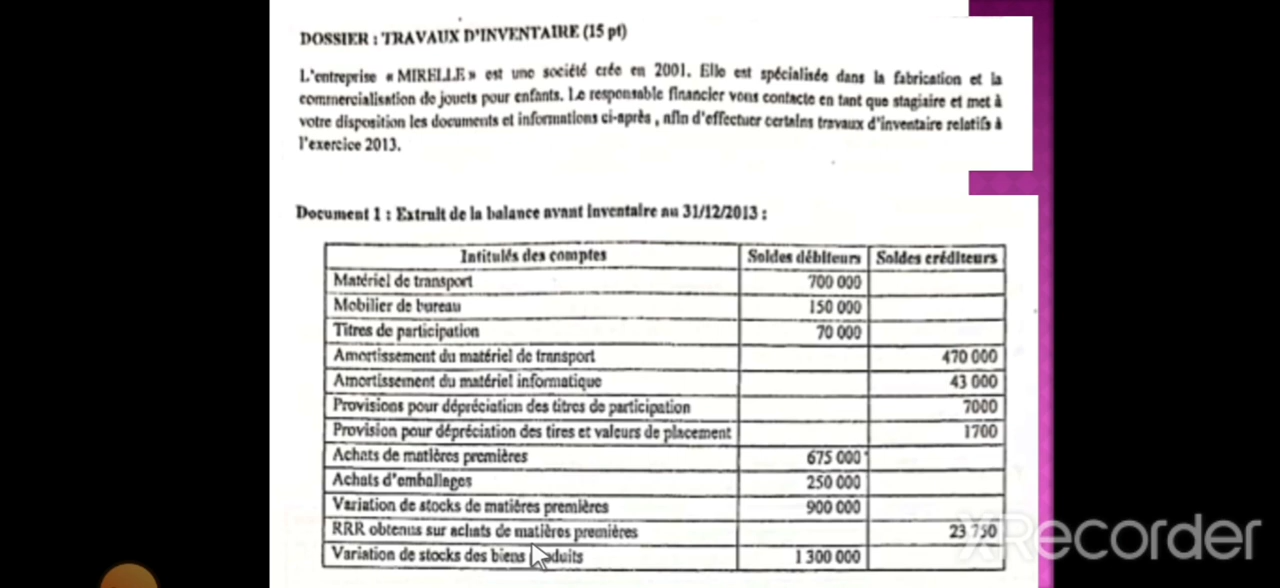 DOSSIER : TRAVAUX D'INVENTAIRE (15 pt)
L'entreprise « MIRELLE » est une société crée en 2001. Elle est spécialisée dans la fabrication et la
commercialisation de jouets pour enfants. Le responsable financier vous contacte en tant que stagiaire et met à
votre disposition les documents et informations ci-après , afin d'effectuer certains travaux d'inventaire relatifs à
l'exercice 2013.
Document 1 : Extrait de la balance avant inventaire au 31/12/2013 :
Intitulés des comptes Soldes débiteurs Soldes créditeurs
Matériel de transport 700 000
Mobilier de bureau 150 000
Titres de participation 70 000
Amortissement du matériel de transport 470 000
Amortissement du matériel informatique 43 000
Provisions pour dépréciation des titres de participation 7000
Provision pour dépréciation des tires et valeurs de placement 1700
Achats de matières premières 675 000
Achats d'emballages 250 000
Variation de stocks de matières premières 900 000
RRR obtenus sur achats de matières premières 23 750
Variation de stocks des biens produits 1 300 000
XRecorder